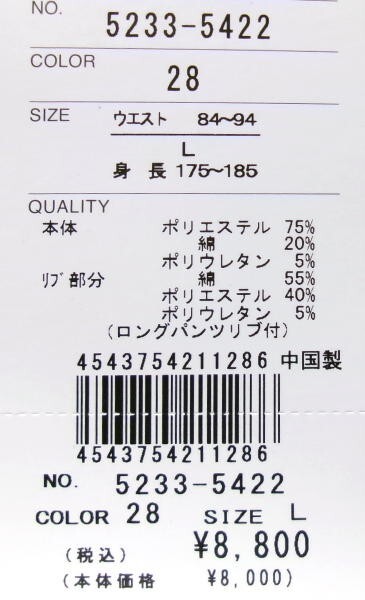 NO.
5233-5422
COLOR
28
SIZE ウエスト 84~94
L
身 長 175~185
QUALITY
本体 ポリエステル 75%
綿 20%
ポリウレタン 5%
リブ部分 綿 55%
ポリエステル 40%
ポリウレタン 5%
(ロングパンツリブ付)
4543754211286 中国製
4543754211286
NO. 5233-5422
COLOR 28 SIZE L
(税込) ¥8,800
(本体価格 ¥8,000)